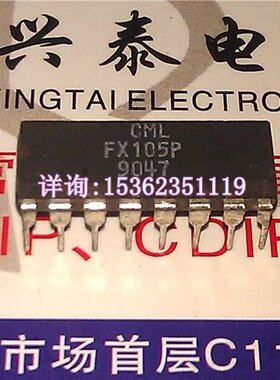 兴泰电
YINGTAI ELECTRO
CML
FX105P
9047
详询:15362351119
IP、CDIP
市场首层C11